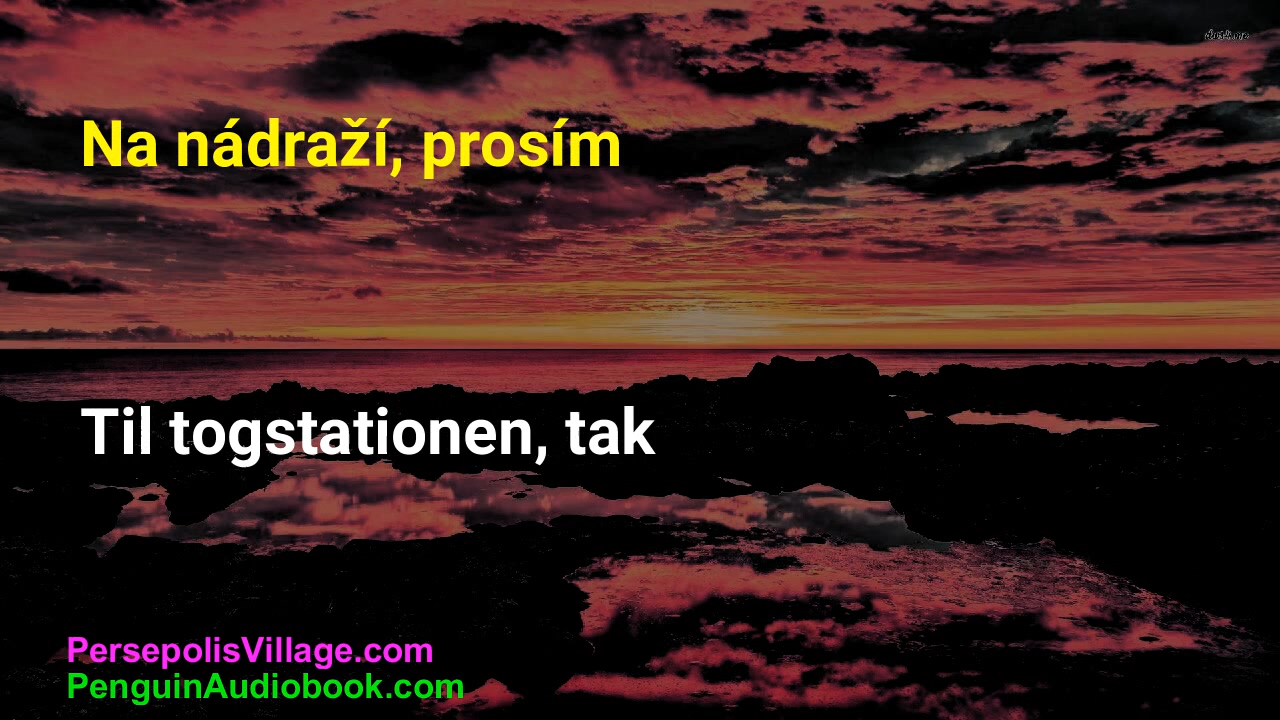 Na nádraží, prosím
Til togstationen, tak
PersepolisVillage.com
PenguinAudiobook.com